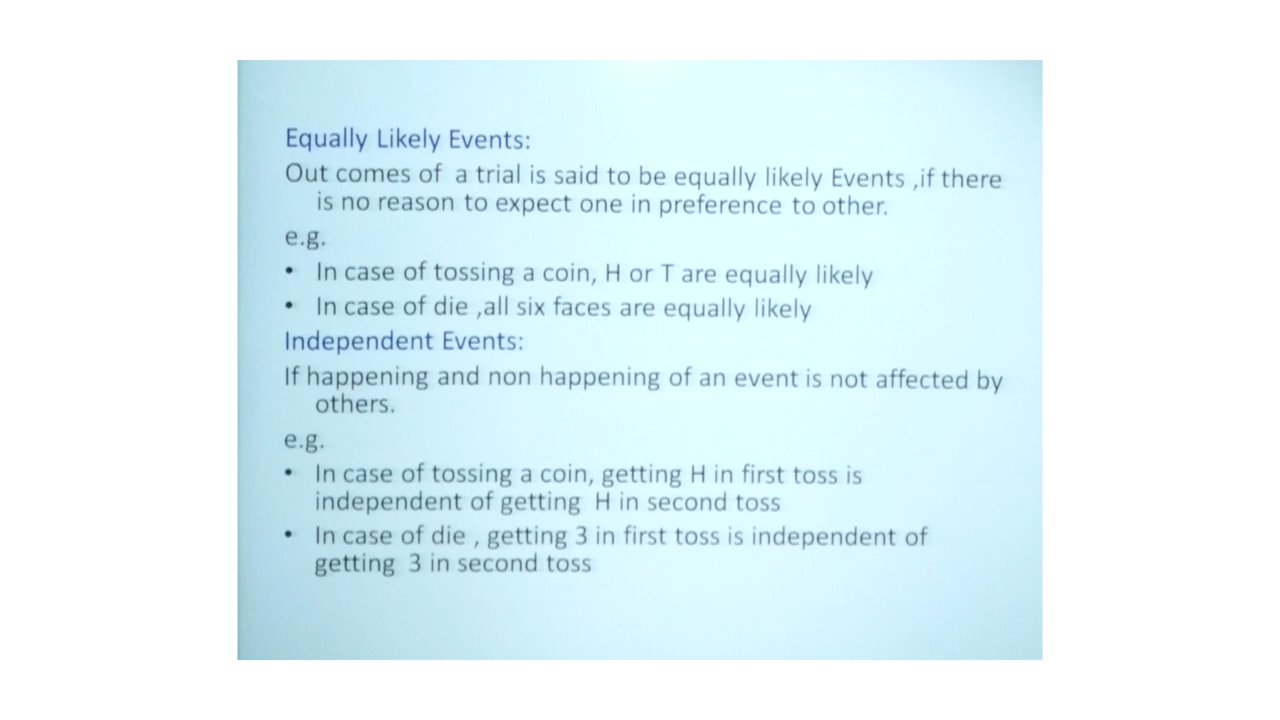 Equally Likely Events:
Out comes of a trial is said to be equally likely Events ,if there
is no reason to expect one in preference to other.
e.g.
• In case of tossing a coin, H or T are equally likely
• In case of die ,all six faces are equally likely
Independent Events:
If happening and non happening of an event is not affected by
others.
e.g.
• In case of tossing a coin, getting H in first toss is
independent of getting H in second toss
• In case of die , getting 3 in first toss is independent of
getting 3 in second toss